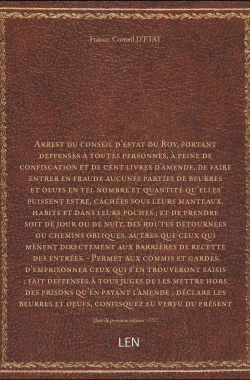 France. Conseil D'ETAT
Arrest du conseil d'estat du Roy, portant
deffenses à toutes personnes, à peine de
confiscation et de cent livres d'amende, de faire
entrer en fraude aucunes parties de beurres
et oeufs en tel nombre et quantité qu'elles
puissent estre, cachées sous leurs manteaux,
habits et dans leurs poches ; et de prendre
soit de jour ou de nuit, des routes détournées
ou chemins obliques, autres que ceux qui
mènent directement aux barrières de recette
des entrées. - Permet aux commis et gardes
d'emprisonner ceux qui s'en trouveront saisis
; fait deffenses à tous juges de les mettre hors
des prisons qu'en payant l'amende ; déclare les
beurres et oeufs, confisquez eu vertu du présent
Date de première édition :
LEN